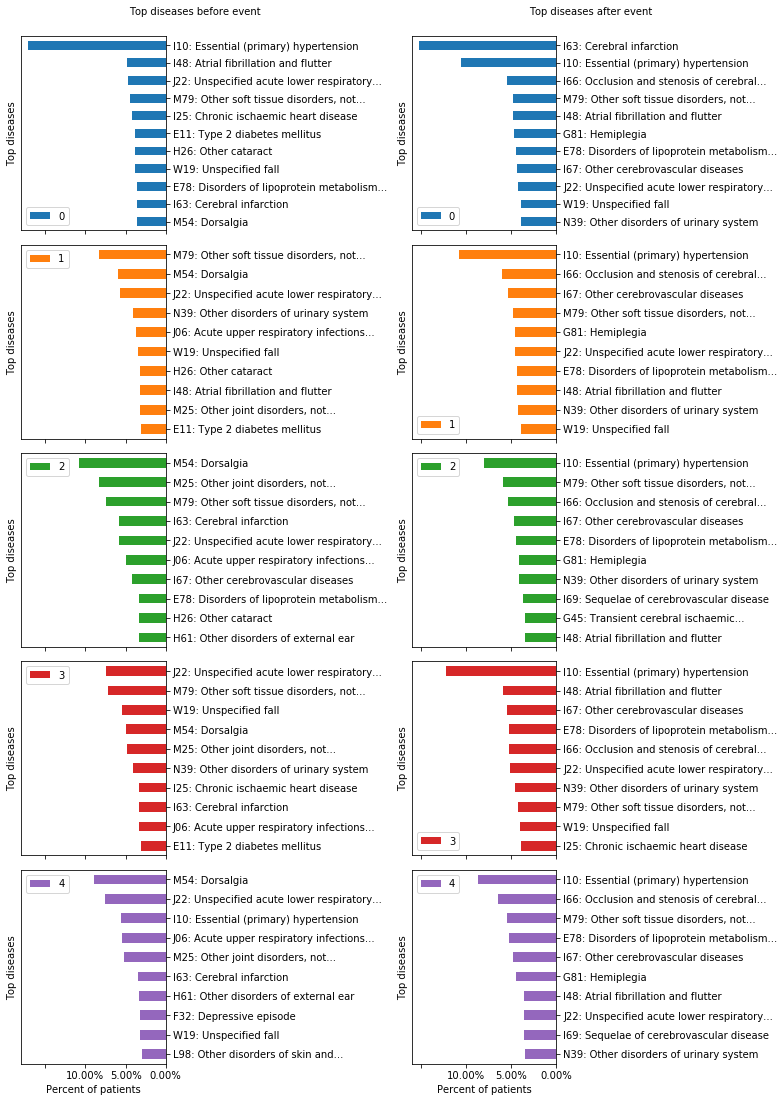 Top diseases before event
Top diseases
I10: Essential (primary) hypertension
I48: Atrial fibrillation and flutter
J22: Unspecified acute lower respiratory...
M79: Other soft tissue disorders, not...
I25: Chronic ischaemic heart disease
E11: Type 2 diabetes mellitus
H26: Other cataract
W19: Unspecified fall
E78: Disorders of lipoprotein metabolism...
I63: Cerebral infarction
M54: Dorsalgia
0
Top diseases
1
M79: Other soft tissue disorders, not...
M54: Dorsalgia
J22: Unspecified acute lower respiratory...
N39: Other disorders of urinary system
J06: Acute upper respiratory infections...
W19: Unspecified fall
H26: Other cataract
I48: Atrial fibrillation and flutter
M25: Other joint disorders, not...
E11: Type 2 diabetes mellitus
Top diseases
2
M54: Dorsalgia
M25: Other joint disorders, not...
M79: Other soft tissue disorders, not...
I63: Cerebral infarction
J22: Unspecified acute lower respiratory...
J06: Acute upper respiratory infections...
I67: Other cerebrovascular diseases
E78: Disorders of lipoprotein metabolism...
H26: Other cataract
H61: Other disorders of external ear
Top diseases
3
J22: Unspecified acute lower respiratory...
M79: Other soft tissue disorders, not...
W19: Unspecified fall
M54: Dorsalgia
M25: Other joint disorders, not...
N39: Other disorders of urinary system
I25: Chronic ischaemic heart disease
I63: Cerebral infarction
J06: Acute upper respiratory infections...
E11: Type 2 diabetes mellitus
Top diseases
4
M54: Dorsalgia
J22: Unspecified acute lower respiratory...
I10: Essential (primary) hypertension
J06: Acute upper respiratory infections...
M25: Other joint disorders, not...
I63: Cerebral infarction
H61: Other disorders of external ear
F32: Depressive episode
W19: Unspecified fall
L98: Other disorders of skin and...
10.00% 5.00% 0.00%
Percent of patients
Top diseases after event
Top diseases
I63: Cerebral infarction
I10: Essential (primary) hypertension
I66: Occlusion and stenosis of cerebral...
M79: Other soft tissue disorders, not...
I48: Atrial fibrillation and flutter
G81: Hemiplegia
E78: Disorders of lipoprotein metabolism...
I67: Other cerebrovascular diseases
J22: Unspecified acute lower respiratory...
W19: Unspecified fall
N39: Other disorders of urinary system
0
Top diseases
I10: Essential (primary) hypertension
I66: Occlusion and stenosis of cerebral...
I67: Other cerebrovascular diseases
M79: Other soft tissue disorders, not...
G81: Hemiplegia
J22: Unspecified acute lower respiratory...
E78: Disorders of lipoprotein metabolism...
I48: Atrial fibrillation and flutter
N39: Other disorders of urinary system
W19: Unspecified fall
1
Top diseases
2
I10: Essential (primary) hypertension
M79: Other soft tissue disorders, not...
I66: Occlusion and stenosis of cerebral...
I67: Other cerebrovascular diseases
E78: Disorders of lipoprotein metabolism...
G81: Hemiplegia
N39: Other disorders of urinary system
I69: Sequelae of cerebrovascular disease
G45: Transient cerebral ischaemic...
I48: Atrial fibrillation and flutter
Top diseases
I10: Essential (primary) hypertension
I48: Atrial fibrillation and flutter
I67: Other cerebrovascular diseases
E78: Disorders of lipoprotein metabolism...
I66: Occlusion and stenosis of cerebral...
J22: Unspecified acute lower respiratory...
N39: Other disorders of urinary system
M79: Other soft tissue disorders, not...
W19: Unspecified fall
I25: Chronic ischaemic heart disease
3
Top diseases
4
I10: Essential (primary) hypertension
I66: Occlusion and stenosis of cerebral...
M79: Other soft tissue disorders, not...
E78: Disorders of lipoprotein metabolism...
I67: Other cerebrovascular diseases
G81: Hemiplegia
I48: Atrial fibrillation and flutter
J22: Unspecified acute lower respiratory...
I69: Sequelae of cerebrovascular disease
N39: Other disorders of urinary system
10.00% 5.00% 0.00%
Percent of patients